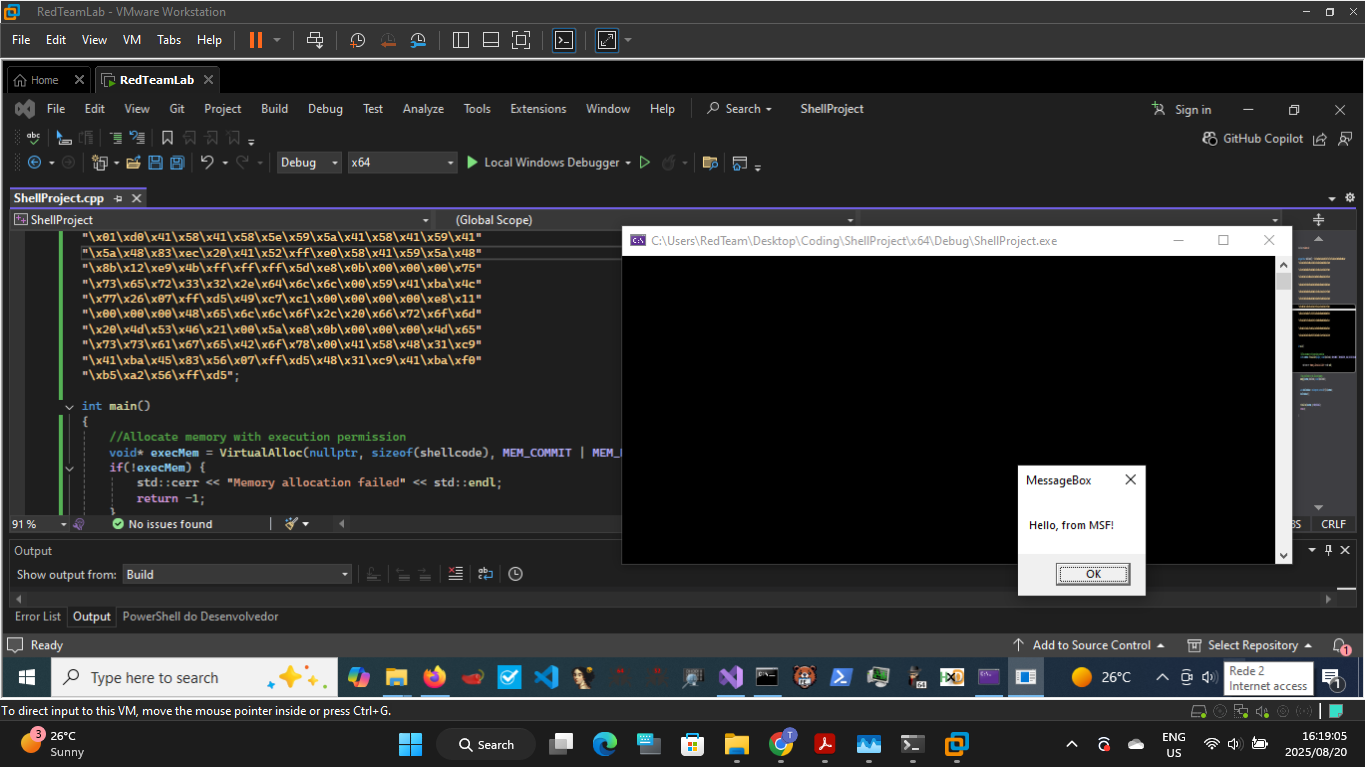 RedTeamLab - VMware Workstation
File Edit View VM Tabs Help
Home RedTeamLab
File Edit View Git Project Build Debug Test Analyze Tools Extensions Window Help Search ShellProject Sign in
abc GitHub Copilot
Debug x64 Local Windows Debugger
ShellProject.cpp
ShellProject (Global Scope)
"\x01\xd0\x41\x58\x41\x58\x5e\x59\x5a\x41\x58\x41\x59\x41"
"\x5a\x48\x83\xec\x20\x41\x52\xff\xe0\x58\x41\x59\x5a\x48"
"\x8b\x12\xe9\x4b\xff\xff\xff\x5d\xe8\x0b\x00\x00\x00\x75"
"\x73\x65\x72\x33\x32\x2e\x64\x6c\x6c\x00\x59\x41\xba\x4c"
"\x77\x26\x07\xff\xd5\x49\xc7\xc1\x00\x00\x00\x00\xe8\x11"
"\x00\x00\x00\x48\x65\x6c\x6c\x6f\x2c\x20\x66\x72\x6f\x6d"
"\x20\x4d\x53\x46\x21\x00\x5a\xe8\x0b\x00\x00\x00\x4d\x65"
"\x73\x73\x61\x67\x65\x42\x6f\x78\x00\x41\x58\x48\x31\xc9"
"\x41\xba\x45\x83\x56\x07\xff\xd5\x48\x31\xc9\x41\xba\xf0"
"\xb5\xa2\x56\xff\xd5";
int main()
{
//Allocate memory with execution permission
void* execMem = VirtualAlloc(nullptr, sizeof(shellcode), MEM_COMMIT | MEM_
if(!execMem) {
std::cerr << "Memory allocation failed" << std::endl;
return -1;
}
C:\Users\RedTeam\Desktop\Coding\ShellProject\x64\Debug\ShellProject.exe
MessageBox
Hello, from MSF!
OK
91 % No issues found CRLF
Output
Show output from: Build
Error List Output PowerShell do Desenvolvedor
Ready Add to Source Control Select Repository 1
Type here to search 26°C Rede 2
Internet access 1
To direct input to this VM, move the mouse pointer inside or press Ctrl+G.
3 26°C
Sunny
Search
ENG
US
16:19:05
2025/08/20